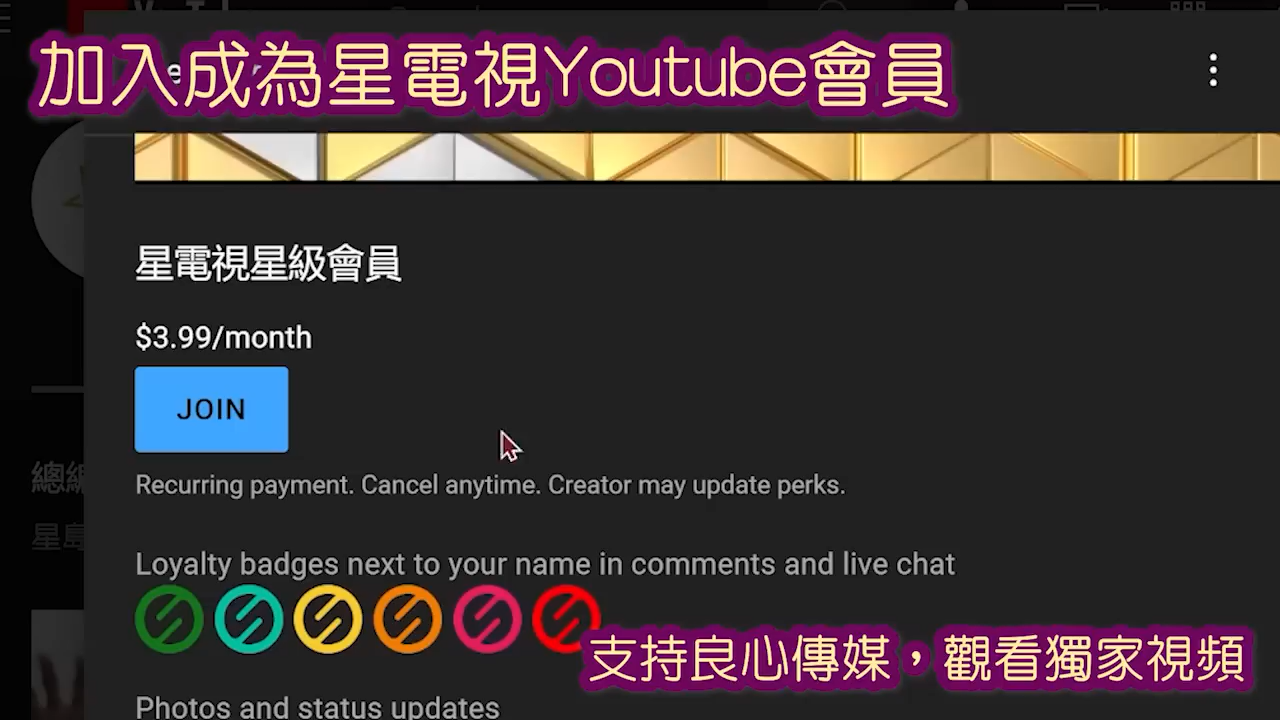 加入成為星電視Youtube會員
星電視星級會員
$3.99/month
JOIN
Recurring payment. Cancel anytime. Creator may update perks.
Loyalty badges next to your name in comments and live chat
支持良心傳媒，觀看獨家視頻
Photos and status updates